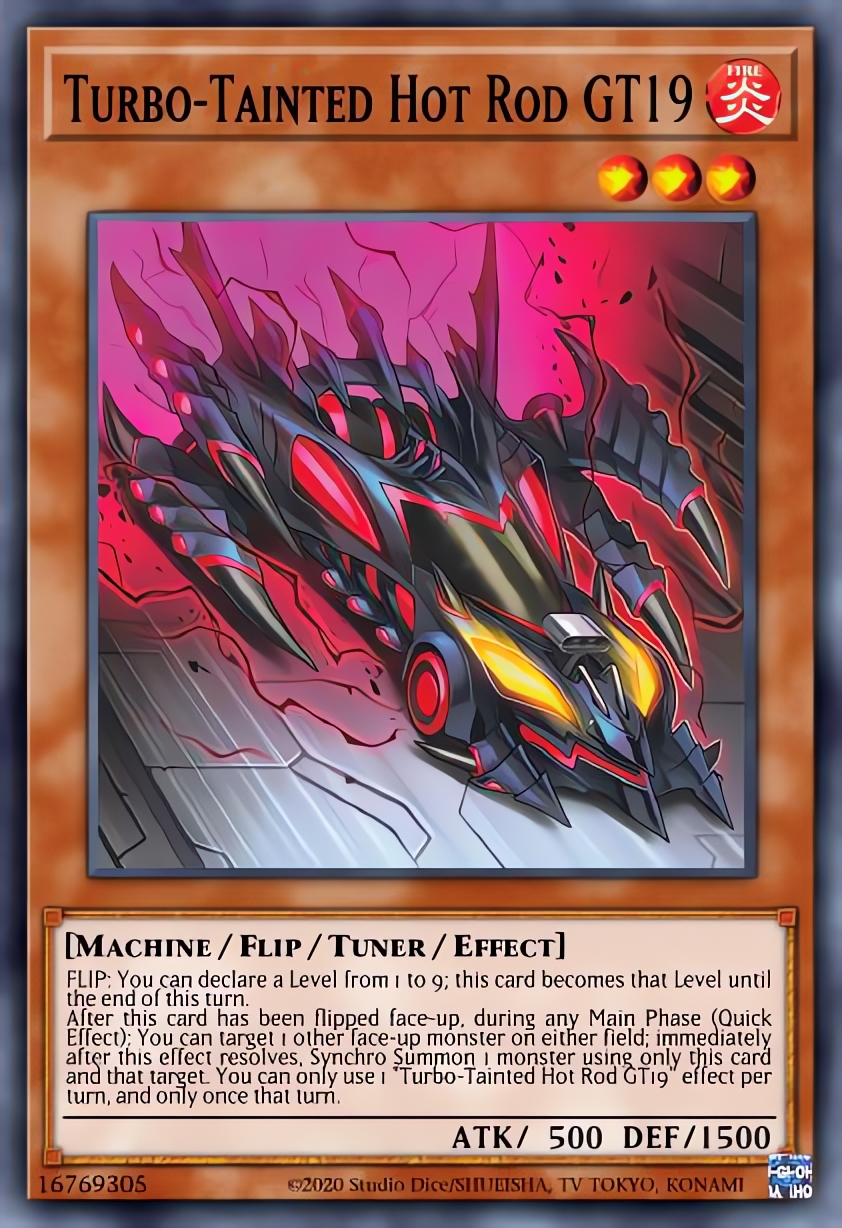 TURBO-TAINTED HOT ROD GT19
FIRE
炎
[MACHINE / FLIP / TUNER / EFFECT]
FLIP: You can declare a Level from 1 to 9; this card becomes that Level until
the end of this turn.
After this card has been flipped face-up, during any Main Phase (Quick
Effect): You can target 1 other face-up monster on either field; immediately
after this effect resolves, Synchro Summon 1 monster using only this card
and that target. You can only use 1 "Turbo-Tainted Hot Rod GT19" effect per
turn, and only once that turn.
ATK/ 500 DEF/1500
16769305
©2020 Studio Dice/SHUEISHA, TV TOKYO, KONAMI